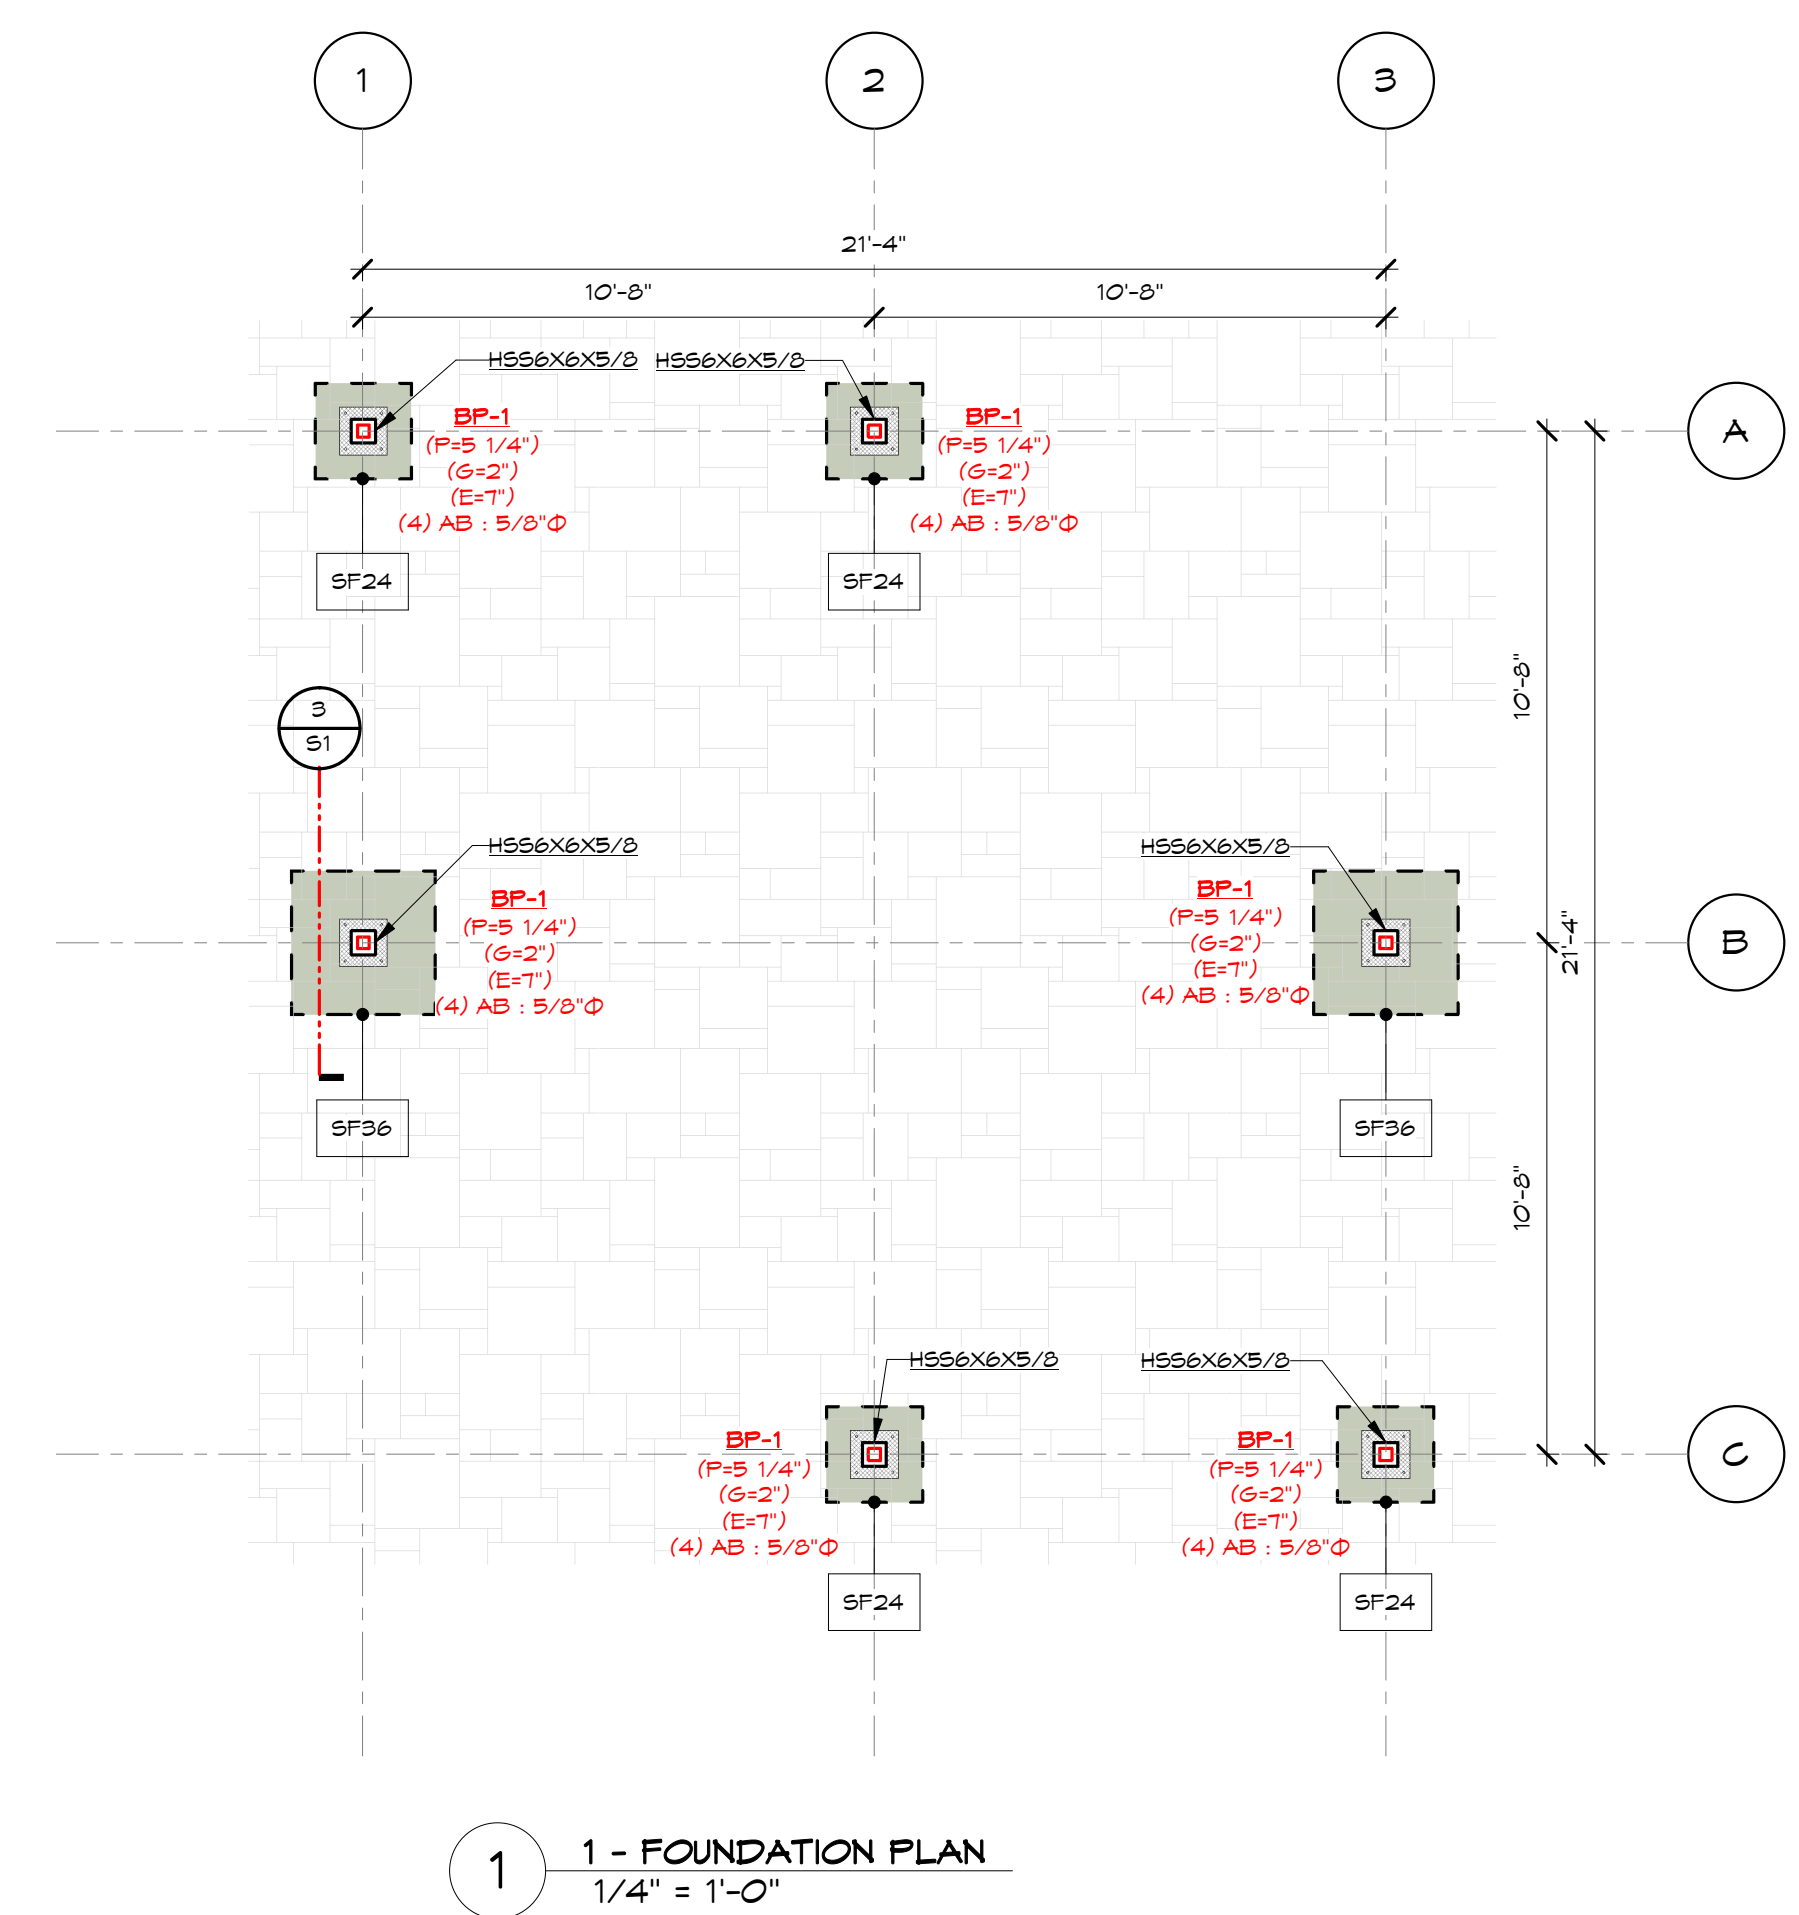 1
2
3
21'-4"
10'-8"
10'-8"
HSS6X6X5/8
HSS6X6X5/8
BP-1
(P=5 1/4")
(G=2")
(E=7")
(4) AB : 5/8"Φ
BP-1
(P=5 1/4")
(G=2")
(E=7")
(4) AB : 5/8"Φ
A
SF24
SF24
10'-8"
3
S1
HSS6X6X5/8
HSS6X6X5/8
BP-1
(P=5 1/4")
(G=2")
(E=7")
(4) AB : 5/8"Φ
BP-1
(P=5 1/4")
(G=2")
(E=7")
(4) AB : 5/8"Φ
21'-4"
B
SF36
SF36
10'-8"
HSS6X6X5/8
HSS6X6X5/8
BP-1
(P=5 1/4")
(G=2")
(E=7")
(4) AB : 5/8"Φ
BP-1
(P=5 1/4")
(G=2")
(E=7")
(4) AB : 5/8"Φ
C
SF24
SF24
1
1 - FOUNDATION PLAN
1/4" = 1'-0"